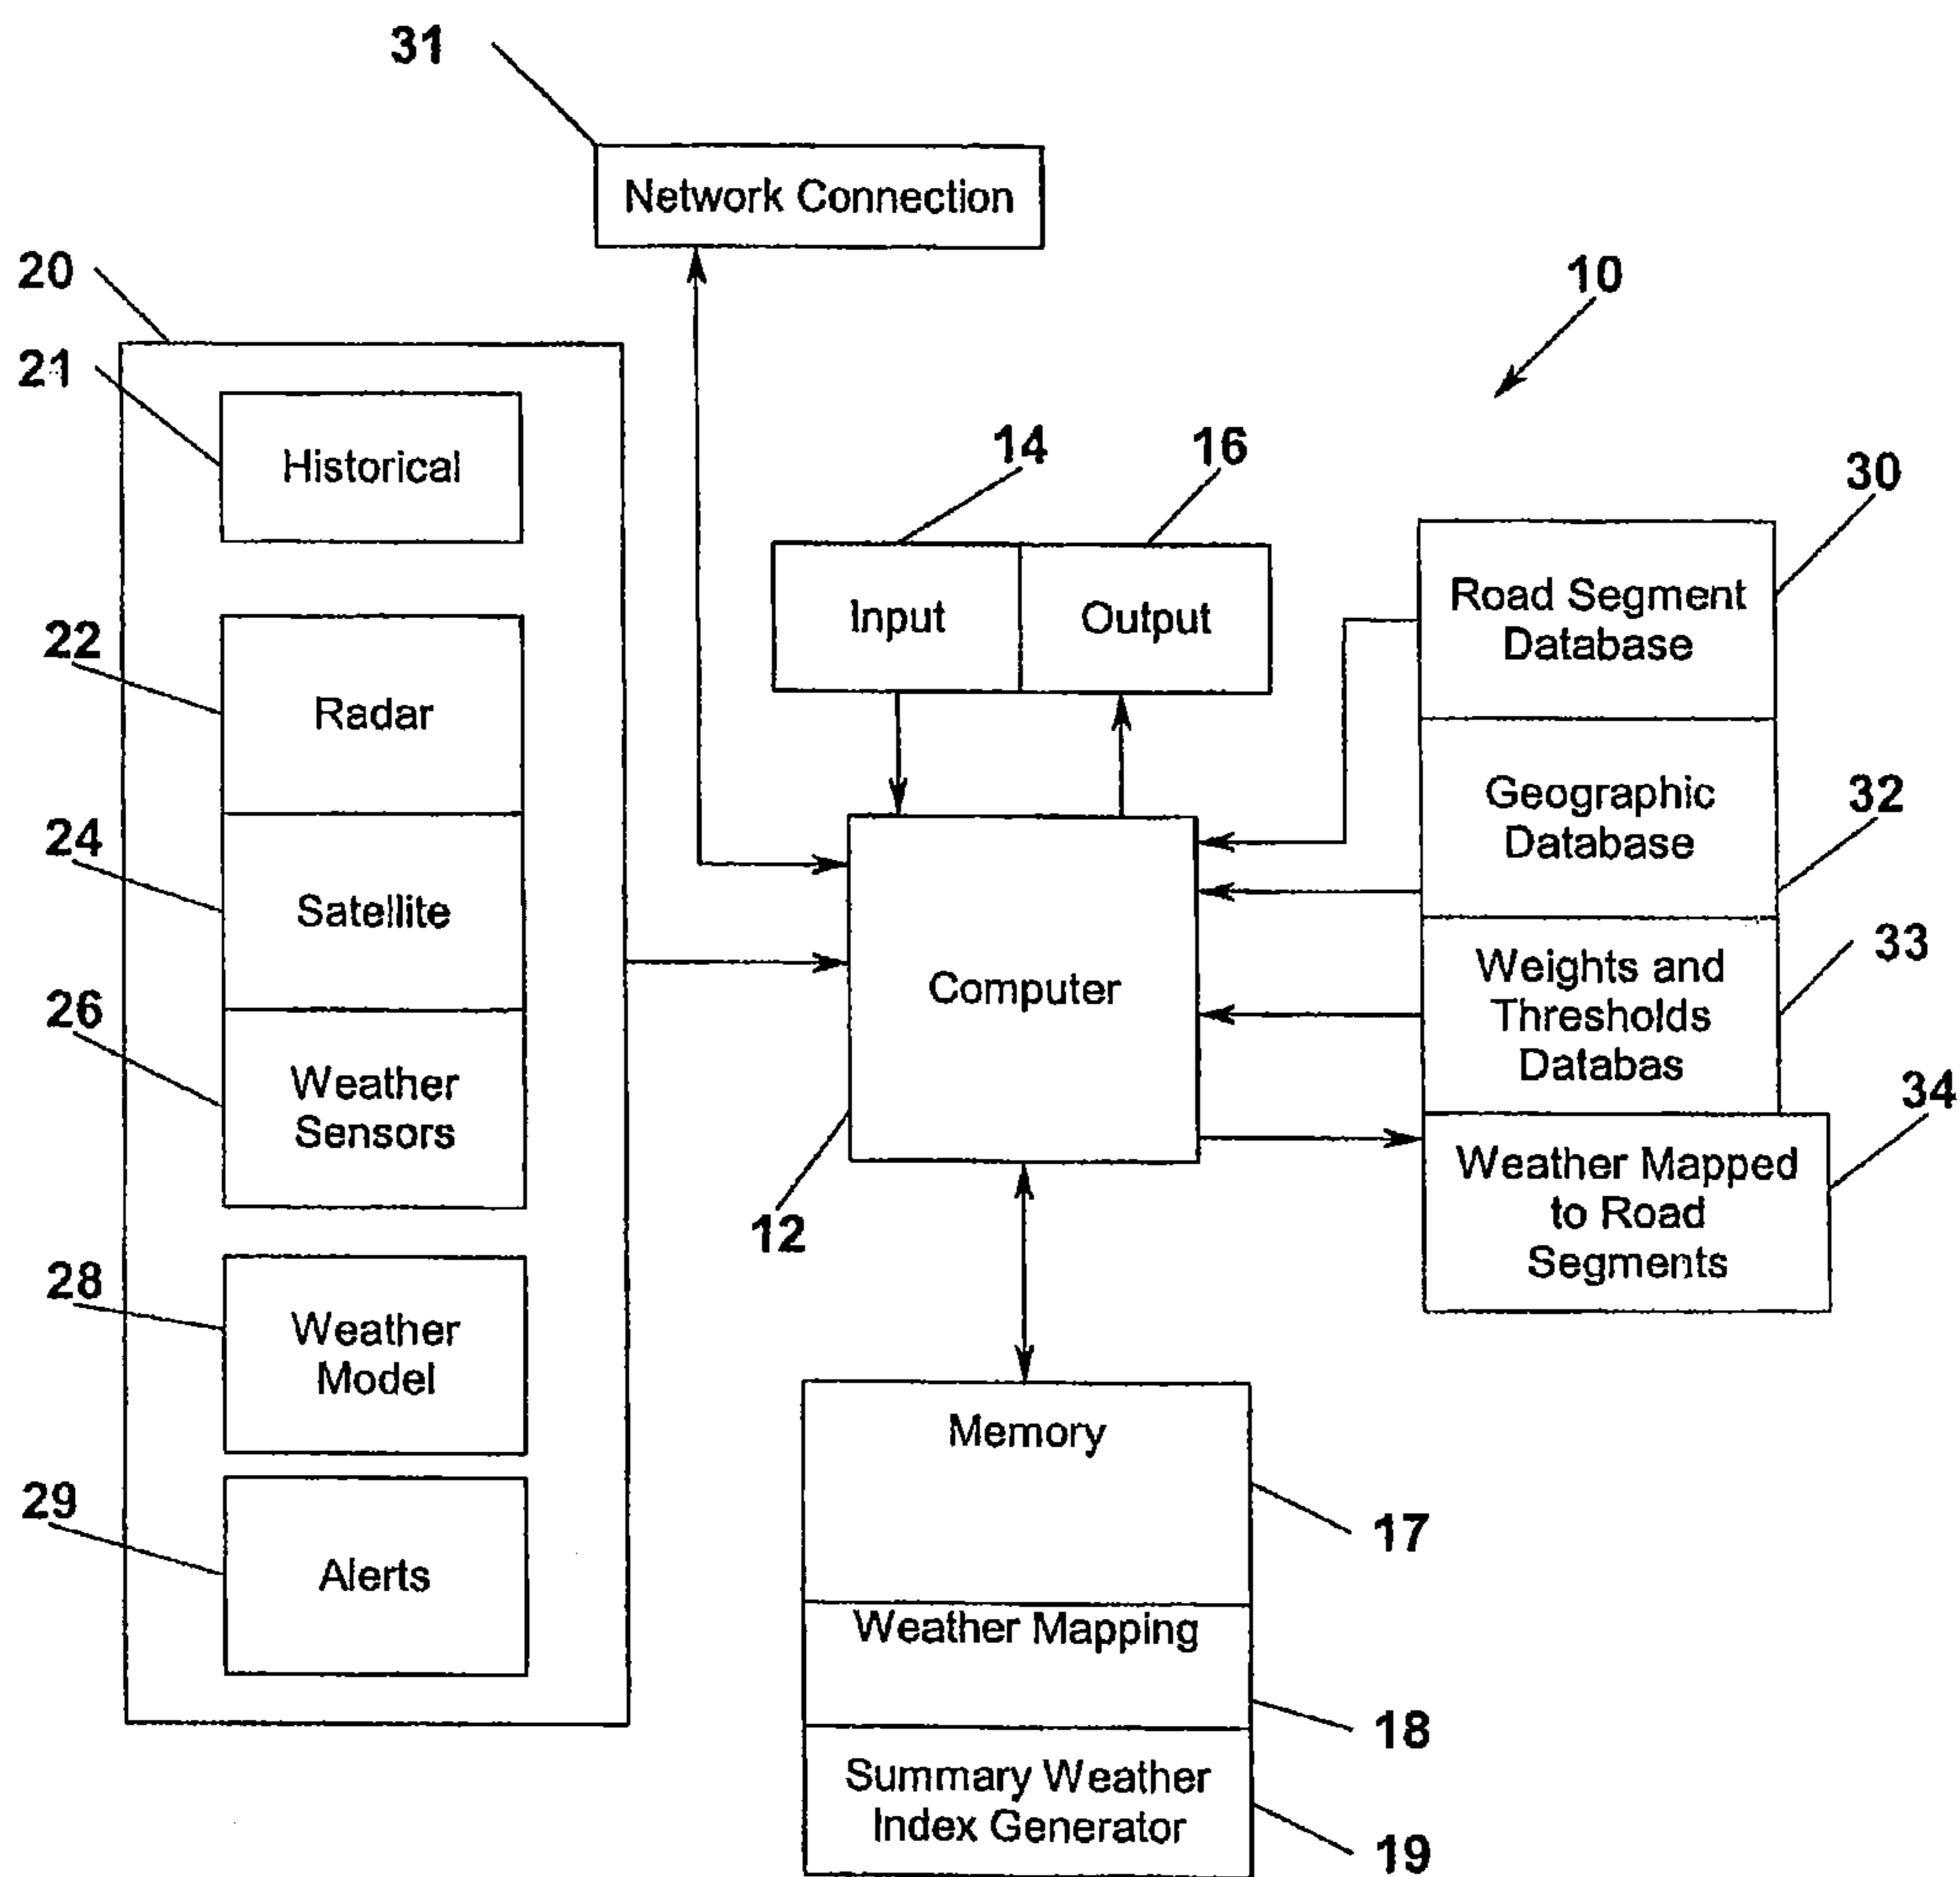 31
Network Connection
20
10
21
Historical
14
16
30
Input
Output
Road Segment
Database
22
Radar
Geographic
Database
32
24
Satellite
33
Computer
Weights and
Thresholds
Databas
26
Weather
Sensors
34
12
Weather Mapped
to Road
Segments
28
Weather
Model
Memory
29
17
Alerts
Weather Mapping
18
Summary Weather
Index Generator
19